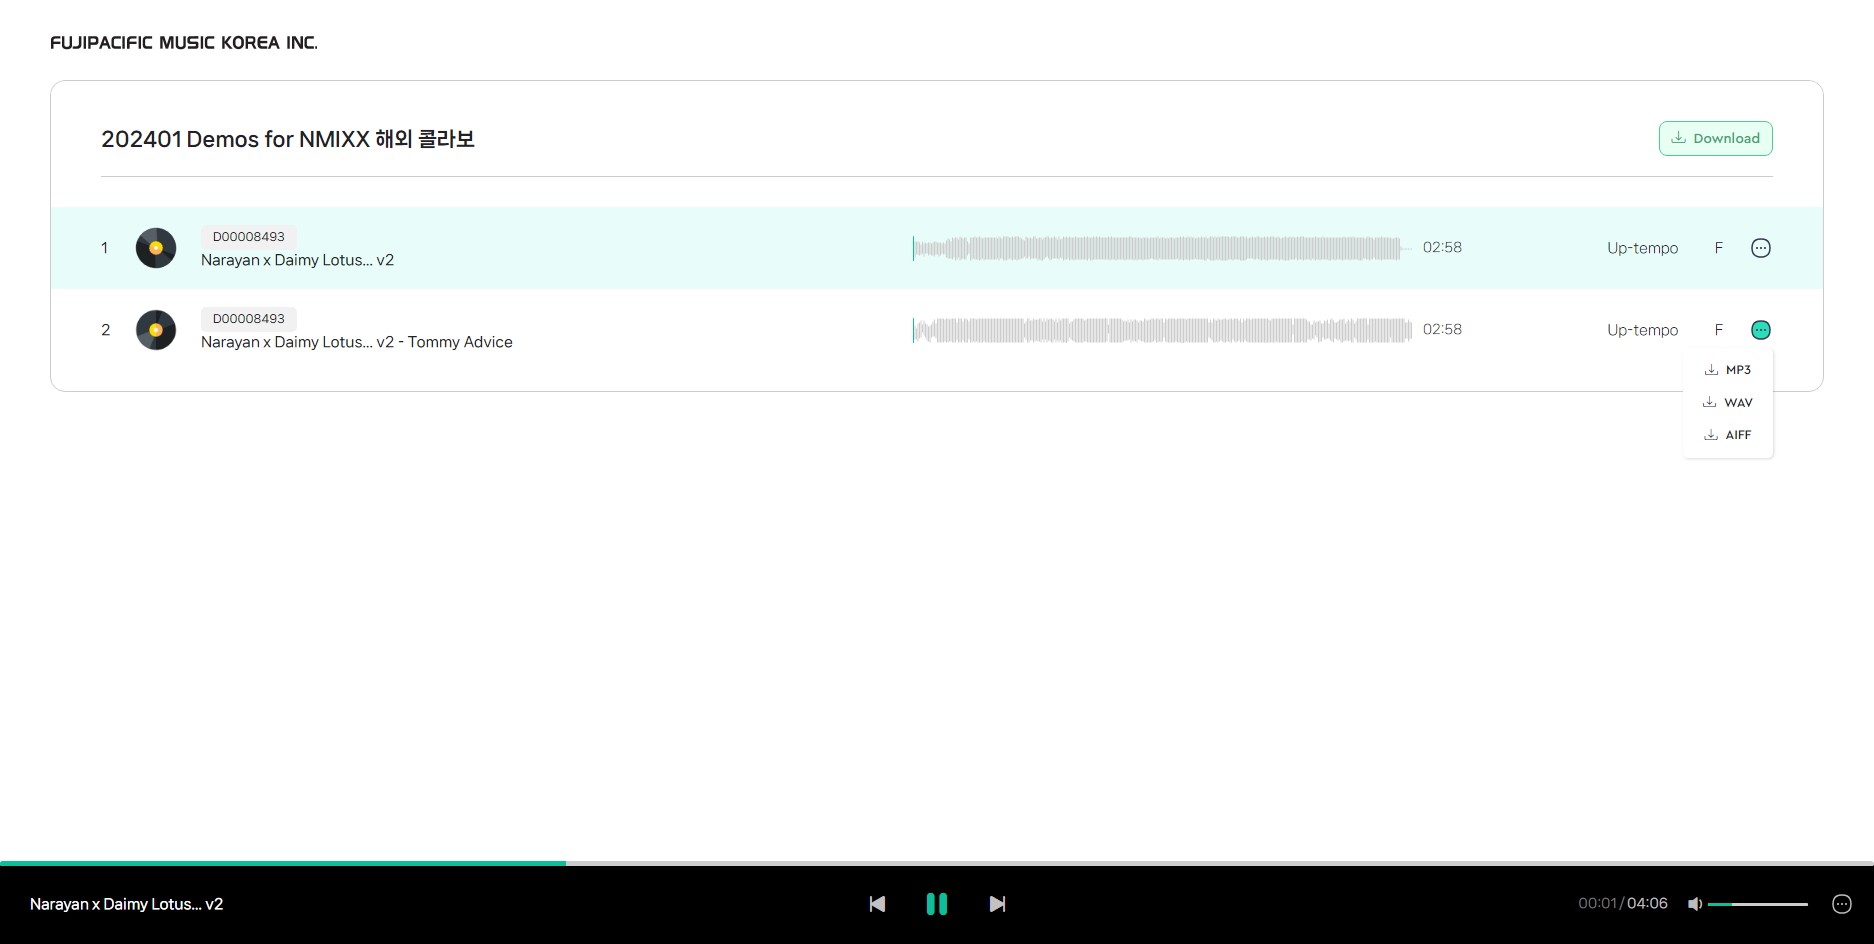 FUJIPACIFIC MUSIC KOREA INC.
202401 Demos for NMIXX 해외 콜라보
Download
1
D00008493
Narayan x Daimy Lotus... v2
02:58
Up-tempo
F
2
D00008493
Narayan x Daimy Lotus... v2 - Tommy Advice
02:58
Up-tempo
F
MP3
WAV
AIFF
Narayan x Daimy Lotus... v2
00:01/04:06